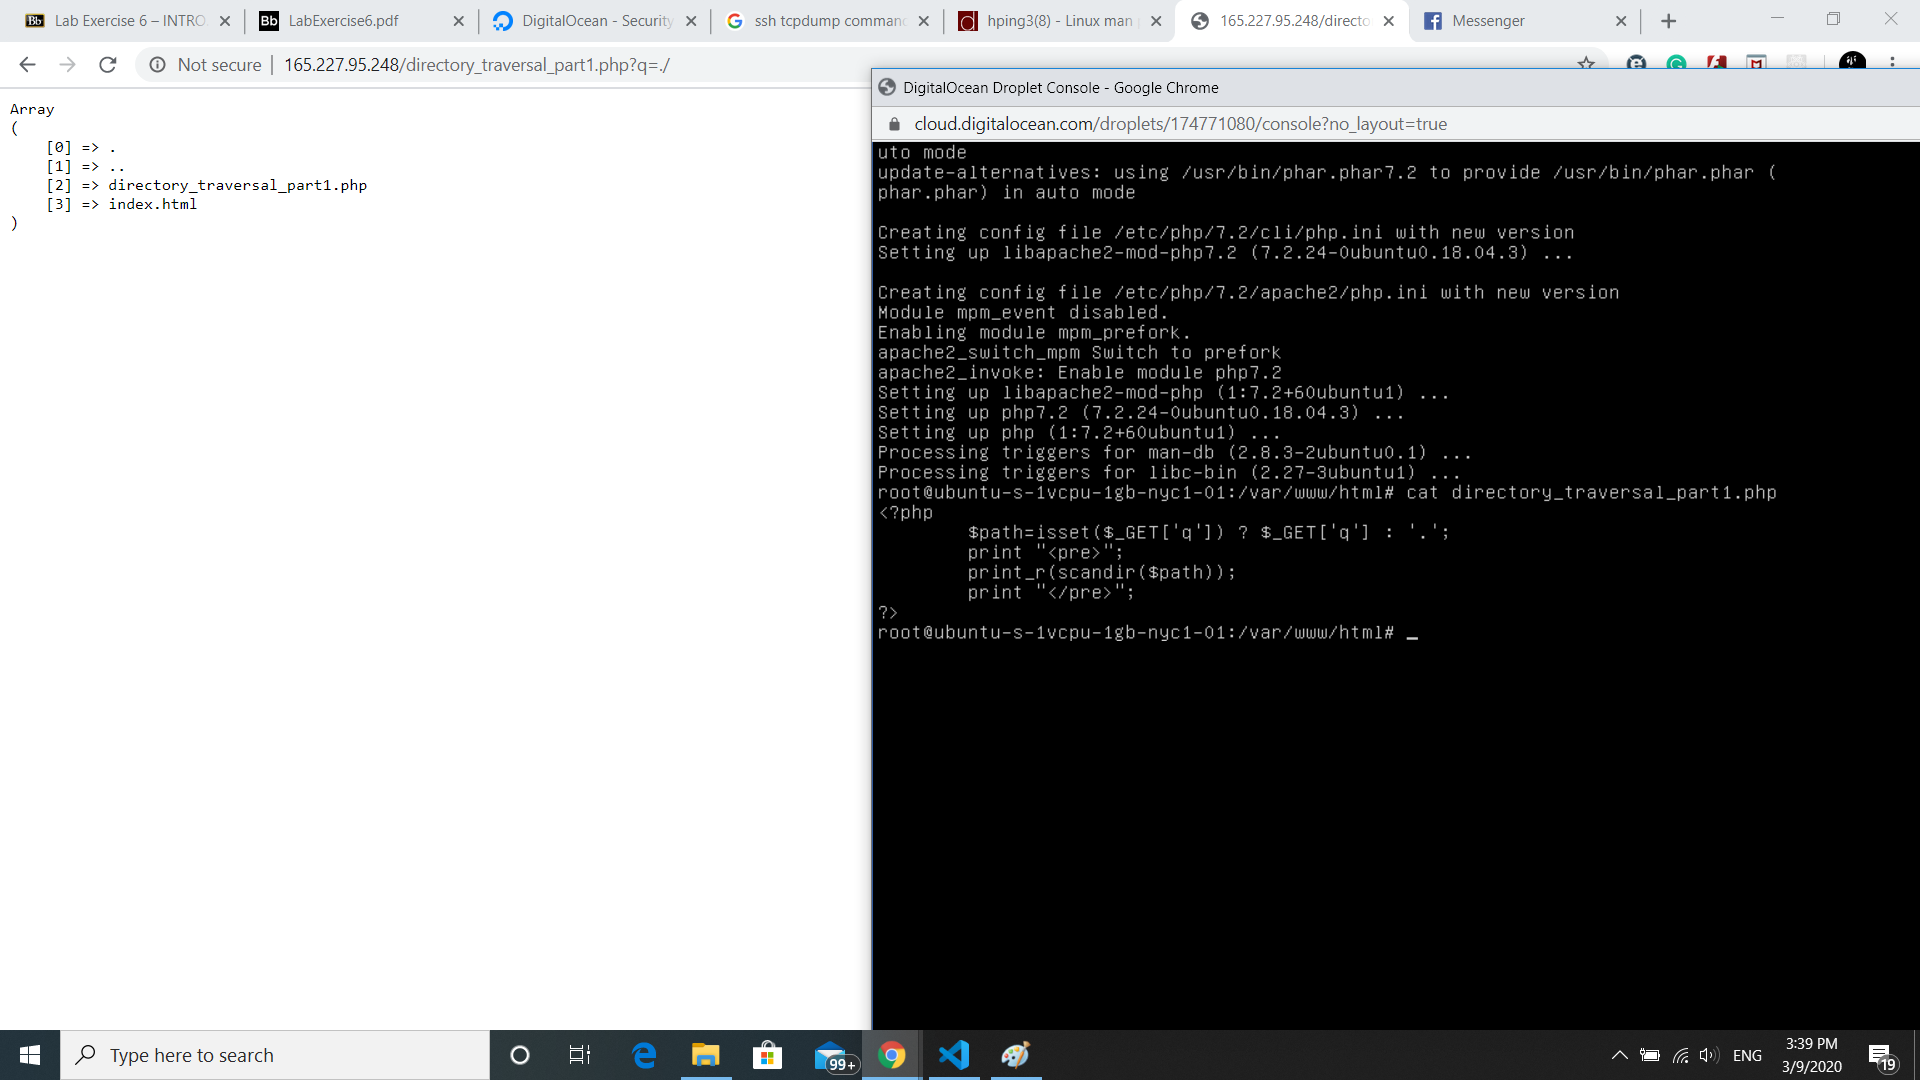 Lab Exercise 6 – INTRO
LabExercise6.pdf
DigitalOcean - Security
ssh tcpdump command
hping3(8) - Linux man
165.227.95.248/directo
Messenger
Not secure | 165.227.95.248/directory_traversal_part1.php?q=./
Array
(
    [0] => .
    [1] => ..
    [2] => directory_traversal_part1.php
    [3] => index.html
)
DigitalOcean Droplet Console - Google Chrome
cloud.digitalocean.com/droplets/174771080/console?no_layout=true
uto mode
update-alternatives: using /usr/bin/phar.phar7.2 to provide /usr/bin/phar.phar (
phar.phar) in auto mode
Creating config file /etc/php/7.2/cli/php.ini with new version
Setting up libapache2-mod-php7.2 (7.2.24-0ubuntu0.18.04.3) ...
Creating config file /etc/php/7.2/apache2/php.ini with new version
Module mpm_event disabled.
Enabling module mpm_prefork.
apache2_switch_mpm Switch to prefork
apache2_invoke: Enable module php7.2
Setting up libapache2-mod-php (1:7.2+60ubuntu1) ...
Setting up php7.2 (7.2.24-0ubuntu0.18.04.3) ...
Setting up php (1:7.2+60ubuntu1) ...
Processing triggers for man-db (2.8.3-2ubuntu0.1) ...
Processing triggers for libc-bin (2.27-3ubuntu1) ...
root@ubuntu-s-1vcpu-1gb-nyc1-01:/var/www/html# cat directory_traversal_part1.php
<?php
        $path=isset($_GET['q']) ? $_GET['q'] : '.';
        print "<pre>";
        print_r(scandir($path));
        print "</pre>";
?>
root@ubuntu-s-1vcpu-1gb-nyc1-01:/var/www/html# _
Type here to search
99+
ENG
3:39 PM
3/9/2020
19